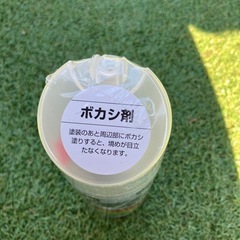 ボカシ剤
塗装のあと周辺部にボカシ
塗りすると、境めが目立
たなくなります。